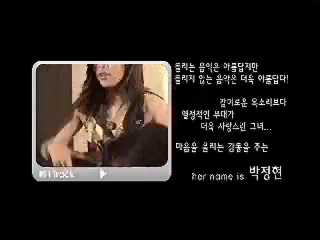 들리는 음악은 아름답지만
들리지 않는 음악은 더욱 아름답다!
같이로운 목소리보다
열정적인 무대가
더욱 사랑스런 그녀...
마음을 울리는 감동을 주는
her name is 박정현
Track